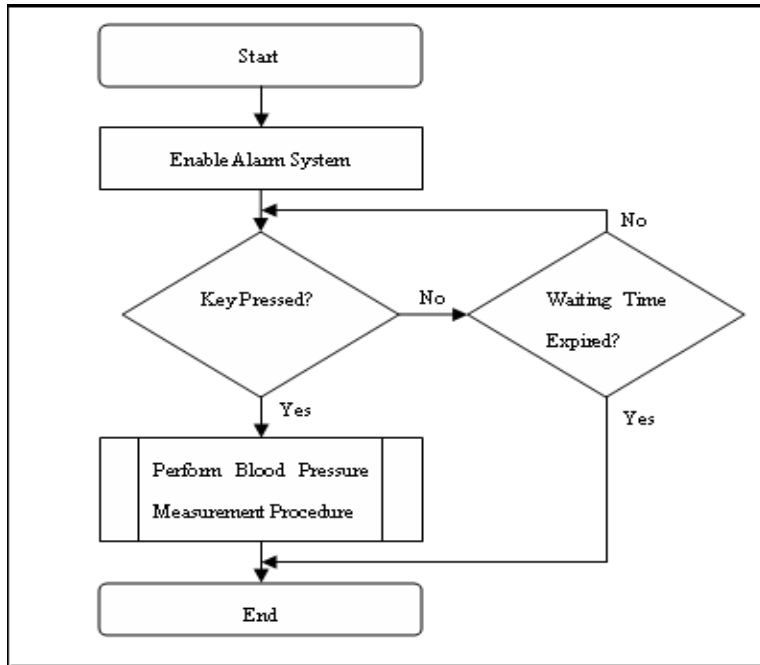 Start
Enable Alarm System
No
Key Pressed?
No
Waiting Time
Expired?
Yes
Yes
Perform Blood Pressure
Measurement Procedure
End